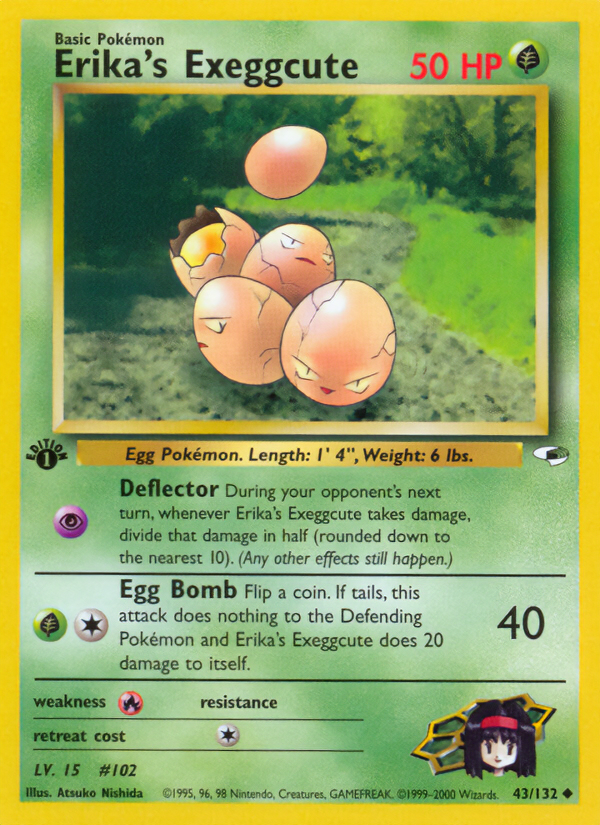 Basic Pokémon
Erika's Exeggcute 50 HP
EDITION
1
Egg Pokémon. Length: 1' 4", Weight: 6 lbs.
Deflector During your opponent's next
turn, whenever Erika's Exeggcute takes damage,
divide that damage in half (rounded down to
the nearest 10). (Any other effects still happen.)
Egg Bomb Flip a coin. If tails, this
attack does nothing to the Defending
Pokémon and Erika's Exeggcute does 20
damage to itself.
40
weakness resistance
retreat cost
LV. 15 #102
Illus. Atsuko Nishida ©1995, 96, 98 Nintendo, Creatures, GAMEFREAK. ©1999-2000 Wizards. 43/132